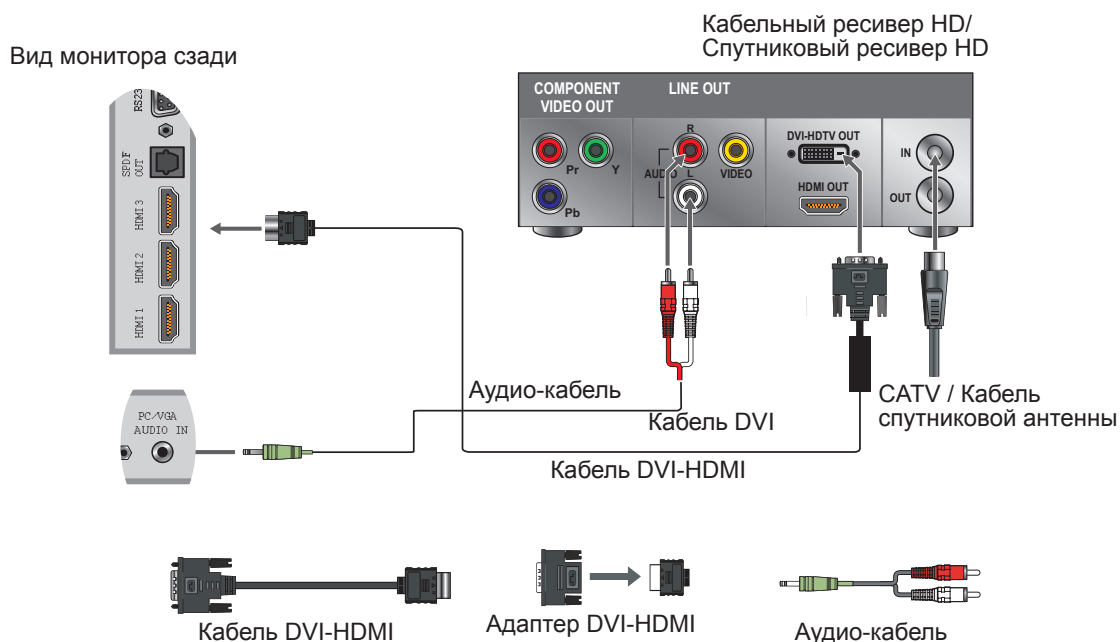 Кабельный ресивер HD/
Спутниковый ресивер HD
Вид монитора сзади
COMPONENT
VIDEO OUT
LINE OUT
RS23
SPDF
OUT
HDMI 3
HDMI 2
HDMI 1
Pr
Y
Pb
R
AUDIO
L
VIDEO
DVI-HDTV OUT
HDMI OUT
IN
OUT
PC/VGA
AUDIO IN
Аудио-кабель
Кабель DVI
Кабель DVI-HDMI
CATV / Кабель
спутниковой антенны
Кабель DVI-HDMI
Адаптер DVI-HDMI
Аудио-кабель